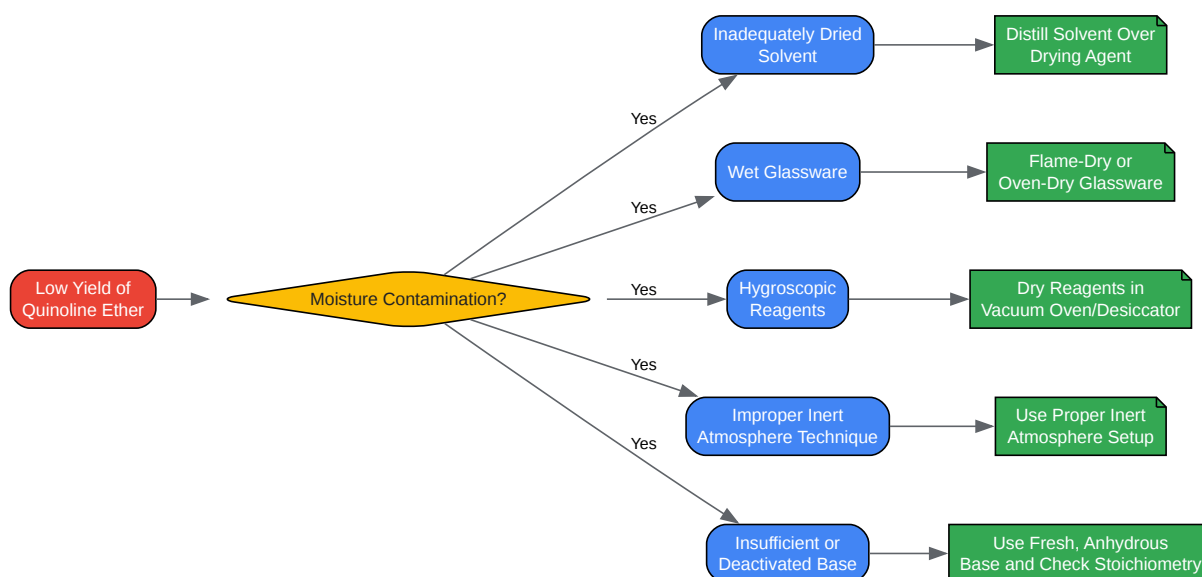 Low Yield of
Quinoline Ether
Moisture Contamination?
Yes
Inadequately Dried
Solvent
Distill Solvent Over
Drying Agent
Yes
Wet Glassware
Flame-Dry or
Oven-Dry Glassware
Yes
Hygroscopic
Reagents
Dry Reagents in
Vacuum Oven/Desiccator
Yes
Improper Inert
Atmosphere Technique
Use Proper Inert
Atmosphere Setup
Yes
Insufficient or
Deactivated Base
Use Fresh, Anhydrous
Base and Check Stoichiometry